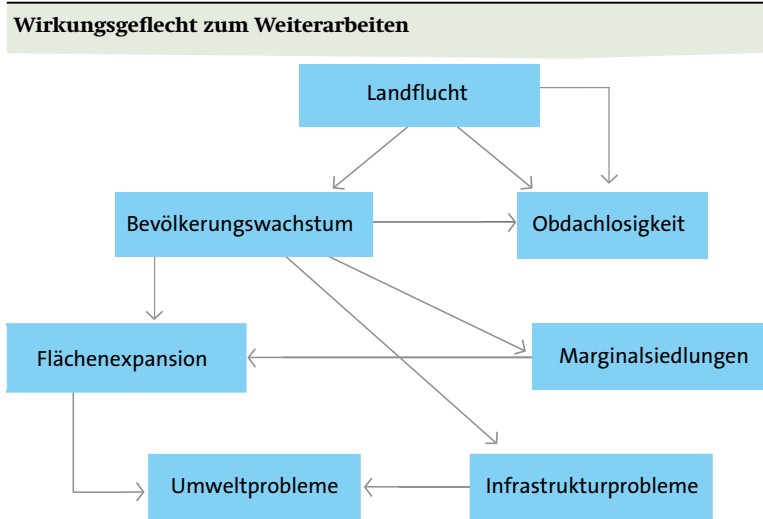 Wirkungsgeflecht zum Weiterarbeiten
Landflucht
Bevölkerungswachstum
Obdachlosigkeit
Flächenexpansion
Marginalsiedlungen
Umweltprobleme
Infrastrukturprobleme